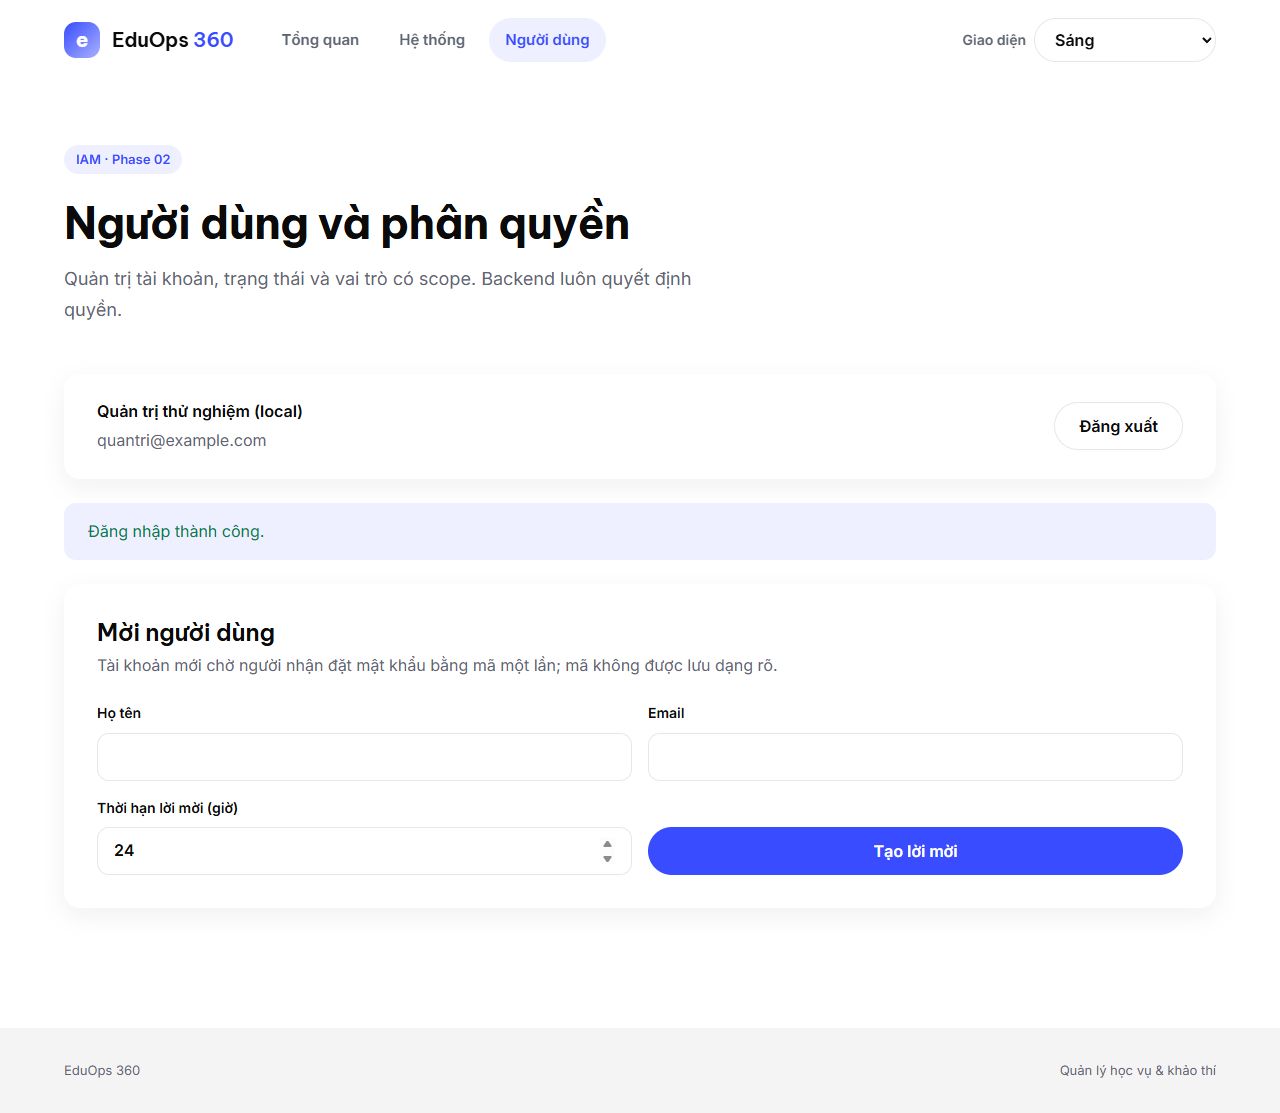 e EduOps 360 Tổng quan Hệ thống Người dùng Giao diện Sáng
IAM · Phase 02
Người dùng và phân quyền
Quản trị tài khoản, trạng thái và vai trò có scope. Backend luôn quyết định
quyền.
Quản trị thử nghiệm (local)
quantri@example.com
Đăng xuất
Đăng nhập thành công.
Mời người dùng
Tài khoản mới chờ người nhận đặt mật khẩu bằng mã một lần; mã không được lưu dạng rõ.
Họ tên Email
Thời hạn lời mời (giờ)
24 Tạo lời mời
EduOps 360 Quản lý học vụ & khảo thí